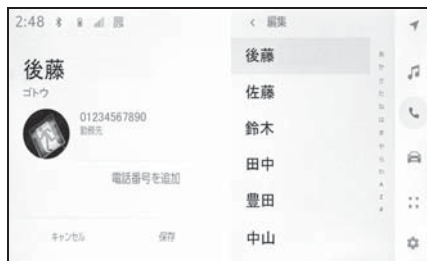 2:48
後藤
ゴトウ
01234567890
勤務先
電話番号を追加
キャンセル
保存
編集
後藤
佐藤
鈴木
田中
豊田
中山